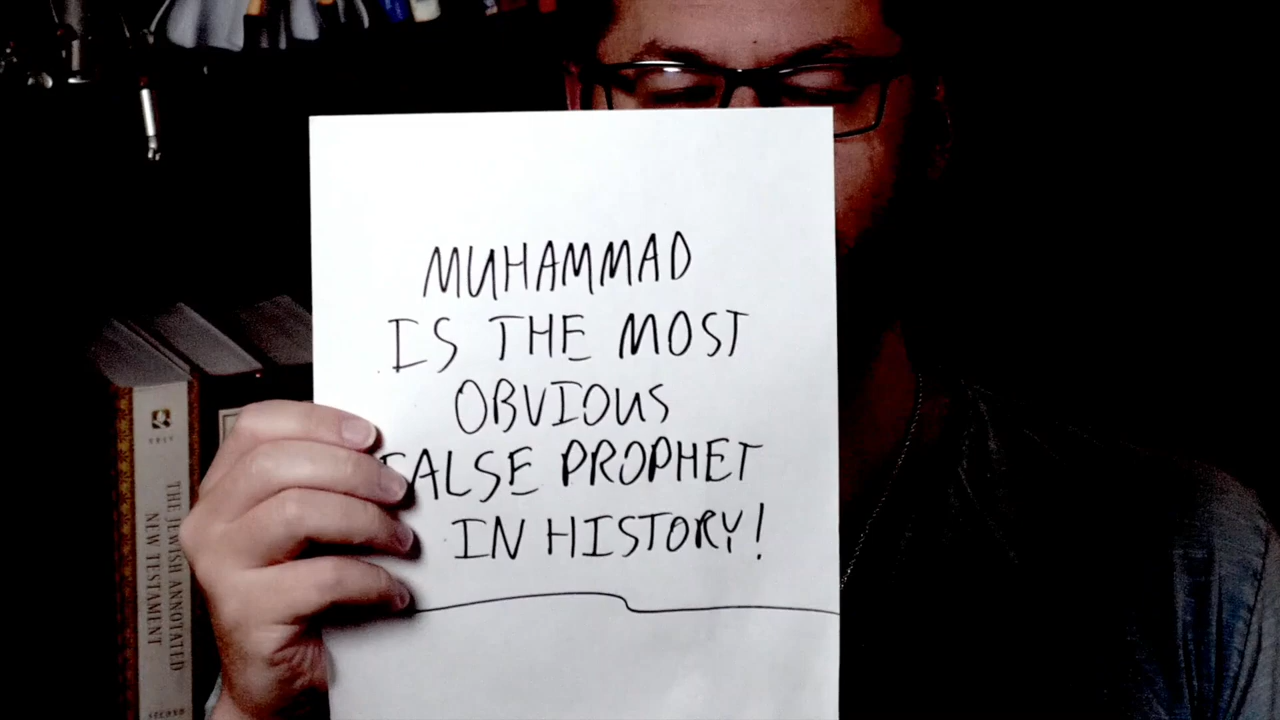 MUHAMMAD
IS THE MOST
OBVIOUS
FALSE PROPHET
IN HISTORY!
THE JEWISH ANNOTATED
NEW TESTAMENT